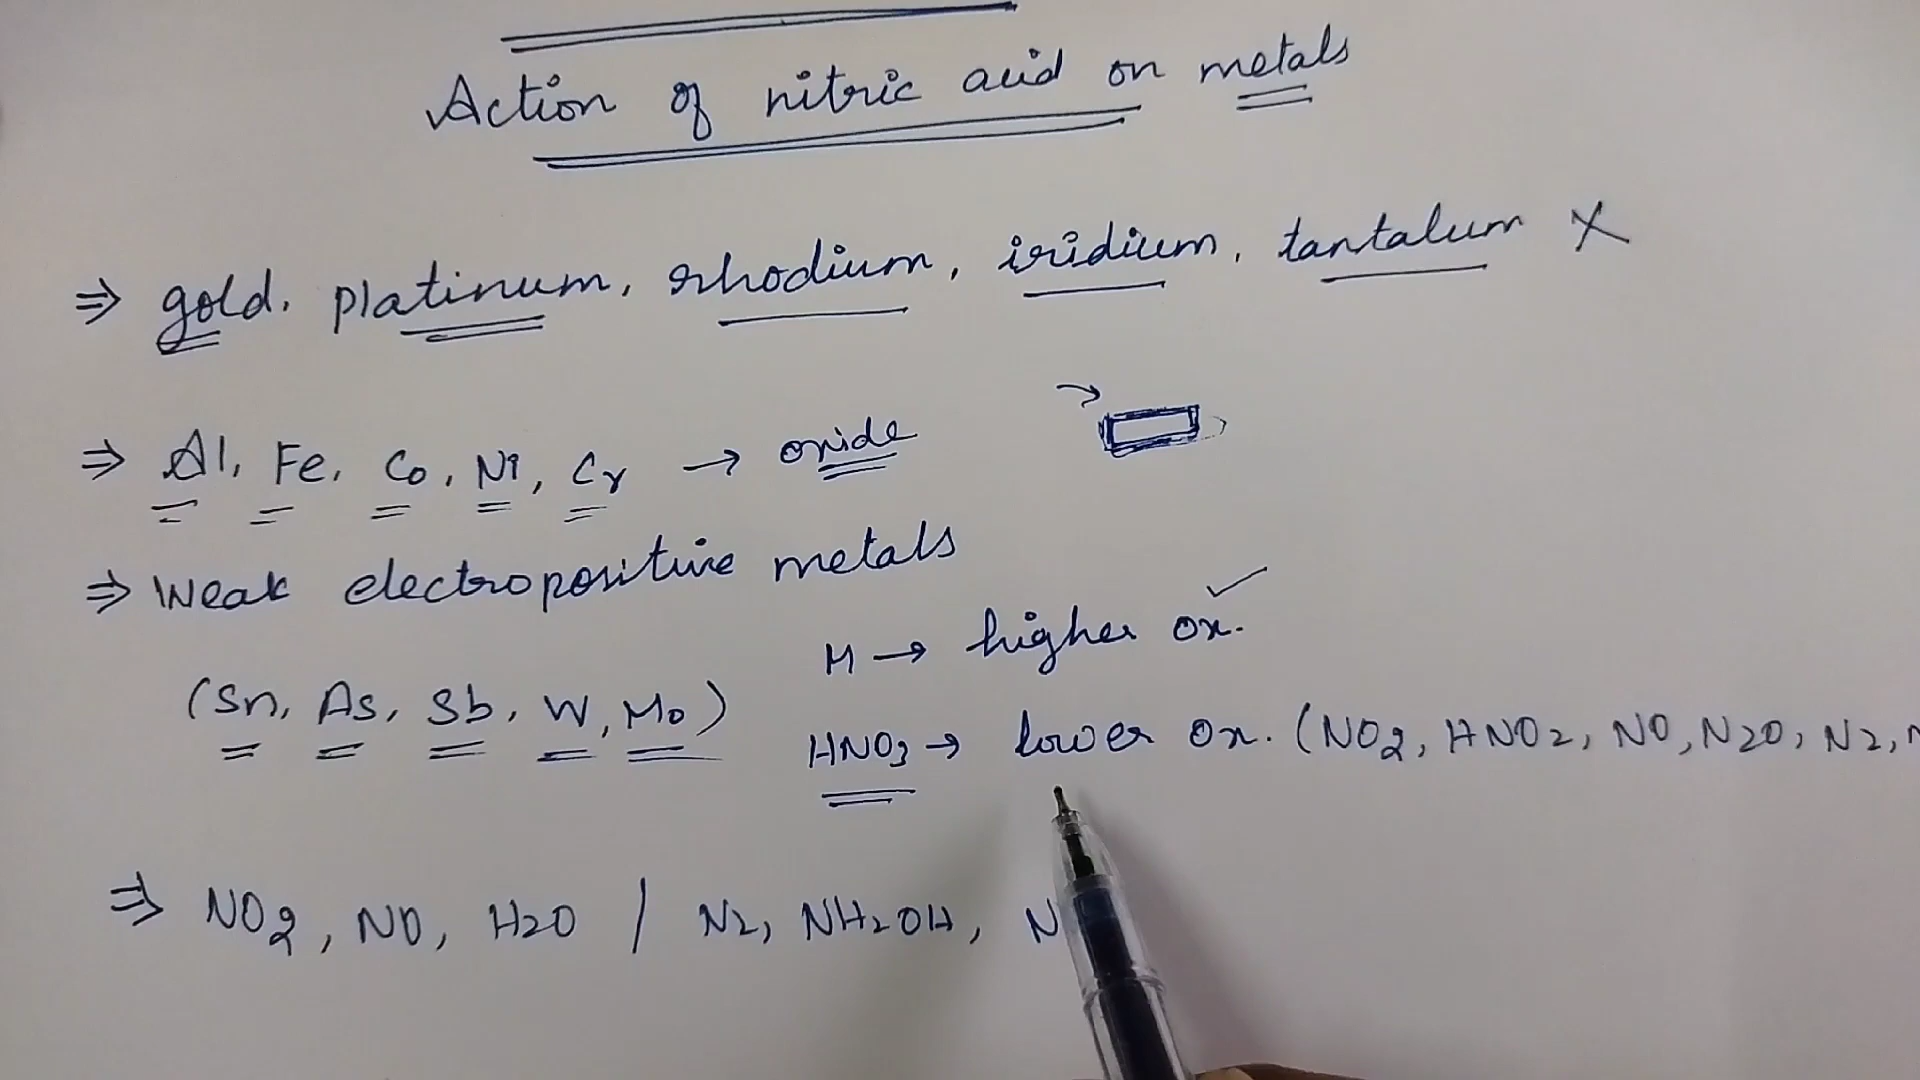 Action of nitric acid on metals
⇒ gold, platinum, rhodium, iridium, tantalum X
⇒ Al, Fe, Co, Ni, Cr → oxide
⇒ Weak electropositive metals
M → higher ox.
(Sn, As, Sb, W, Mo)
HNO3 → lower ox. (NO2, HNO2, NO, N2O, N2,
⇒ NO2, NO, H2O / N2, NH2OH, N